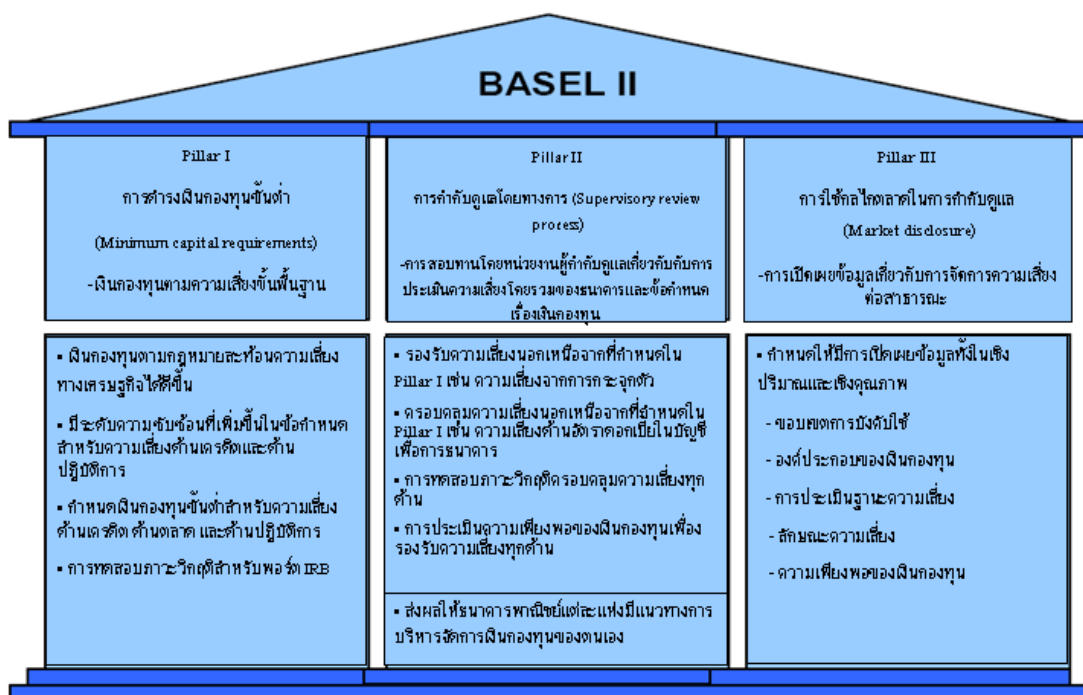 BASEL II
Pillar I
การดำรงเงินกองทุนขั้นต่ำ
(Minimum capital requirements)
-เงินกองทุนตามความเสี่ยงขั้นพื้นฐาน
▪ เงินกองทุนตามกฎหมายสะท้อนความเสี่ยง
ทางเศรษฐกิจได้ดีขึ้น
▪ มีระดับความซับซ้อนที่เพิ่มขึ้นในข้อกำหนด
สำหรับความเสี่ยงด้านเครดิตและด้าน
ปฏิบัติการ
▪ กำหนดเงินกองทุนขั้นต่ำสำหรับความเสี่ยง
ด้านเครดิต ด้านตลาด และด้านปฏิบัติการ
▪ การทดสอบภาวะวิกฤติสำหรับพอร์ต IRB
Pillar II
การกำกับดูแลโดยทางการ (Supervisory review
process)
-การสอบทานโดยหน่วยงานผู้กำกับดูแลเกี่ยวกับกับการ
ประเมินความเสี่ยงโดยรวมของธนาคารและข้อกำหนด
เรื่องเงินกองทุน
▪ รองรับความเสี่ยงนอกเหนือจากที่กำหนดใน
Pillar I เช่น ความเสี่ยงจากการกระจุกตัว
▪ ครอบคลุมความเสี่ยงนอกเหนือจากที่กำหนดใน
Pillar I เช่น ความเสี่ยงด้านอัตราดอกเบี้ยในบัญชี
เพื่อการธนาคาร
▪ การทดสอบภาวะวิกฤติครอบคลุมความเสี่ยงทุก
ด้าน
▪ การประเมินความเพียงพอของเงินกองทุนเพื่อ
รองรับความเสี่ยงทุกด้าน
▪ ส่งผลให้ธนาคารพาณิชย์แต่ละแห่งมีแนวทางการ
บริหารจัดการเงินกองทุนของตนเอง
Pillar III
การใช้กลไกตลาดในการกำกับดูแล
(Market disclosure)
-การเปิดเผยข้อมูลเกี่ยวกับการจัดการความเสี่ยง
ต่อสาธารณะ
▪ กำหนดให้มีการเปิดเผยข้อมูลทั้งในเชิง
ปริมาณและเชิงคุณภาพ
- ขอบเขตการบังคับใช้
- องค์ประกอบของเงินกองทุน
- การประเมินฐานะความเสี่ยง
- ลักษณะความเสี่ยง
- ความเพียงพอของเงินกองทุน